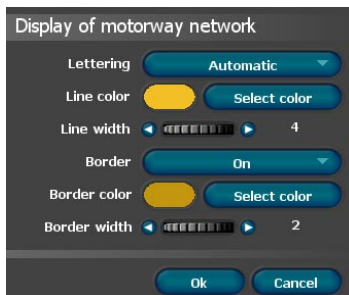 Display of motorway network
Lettering Automatic
Line color Select color
Line width 4
Border On
Border color Select color
Border width 2
Ok Cancel